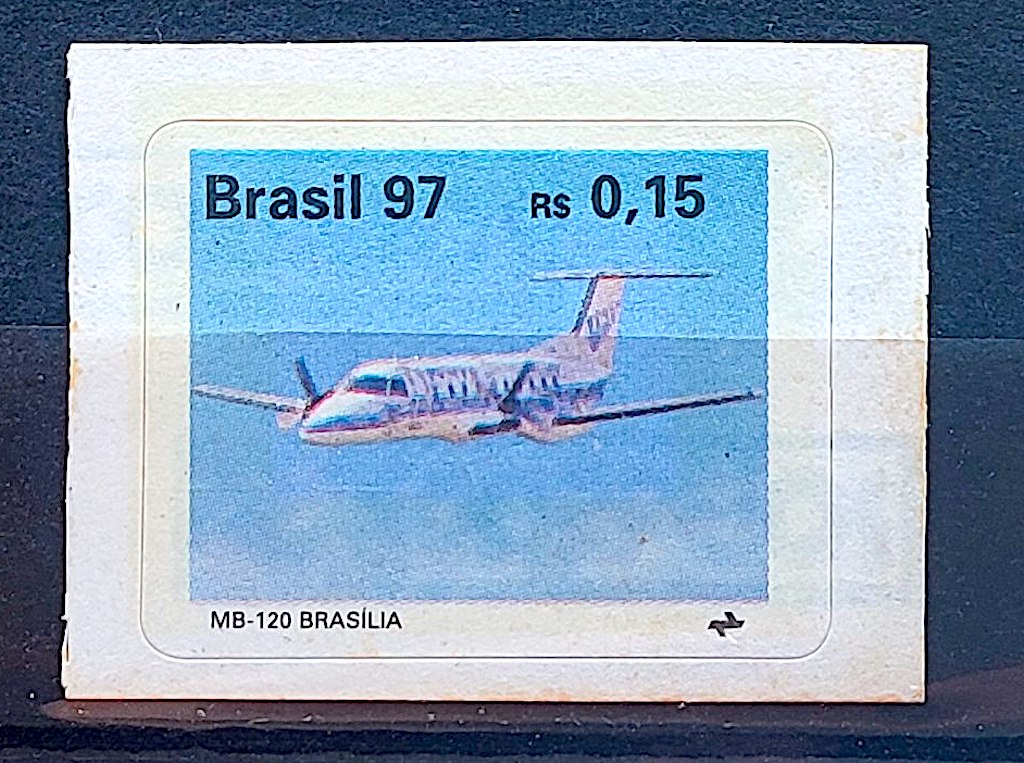 Brasil 97 R$ 0,15
MB-120 BRASÍLIA